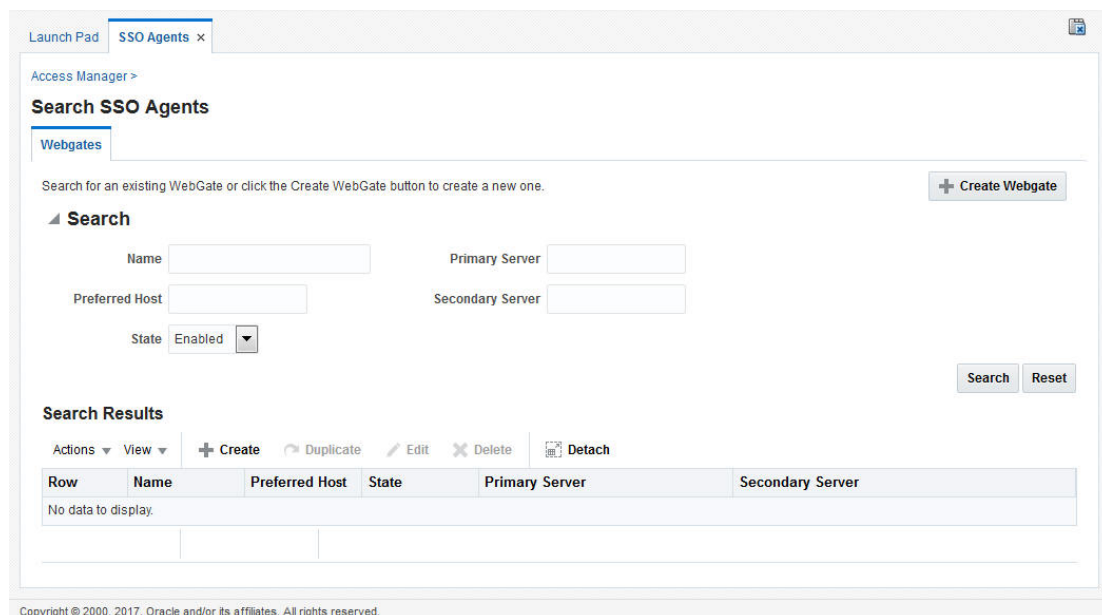 Launch Pad SSO Agents ×
Access Manager >
Search SSO Agents
Webgates
Search for an existing WebGate or click the Create WebGate button to create a new one.
Create Webgate
Search
Name
Primary Server
Preferred Host
Secondary Server
State Enabled
Search Reset
Search Results
Actions View Create Duplicate Edit Delete Detach
Row Name Preferred Host State Primary Server Secondary Server
No data to display.
Copyright © 2000, 2017, Oracle and/or its affiliates. All rights reserved.